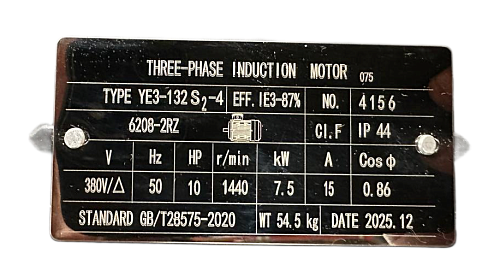 THREE-PHASE INDUCTION MOTOR 075
TYPE YE3-132 S2-4 EFF. IE3-87% NO. 4156
6208-2RZ CI.F IP 44
V Hz HP r/min kW A Cos ϕ
380V/△ 50 10 1440 7.5 15 0.86
STANDARD GB/T28575-2020 WT 54.5 kg DATE 2025.12